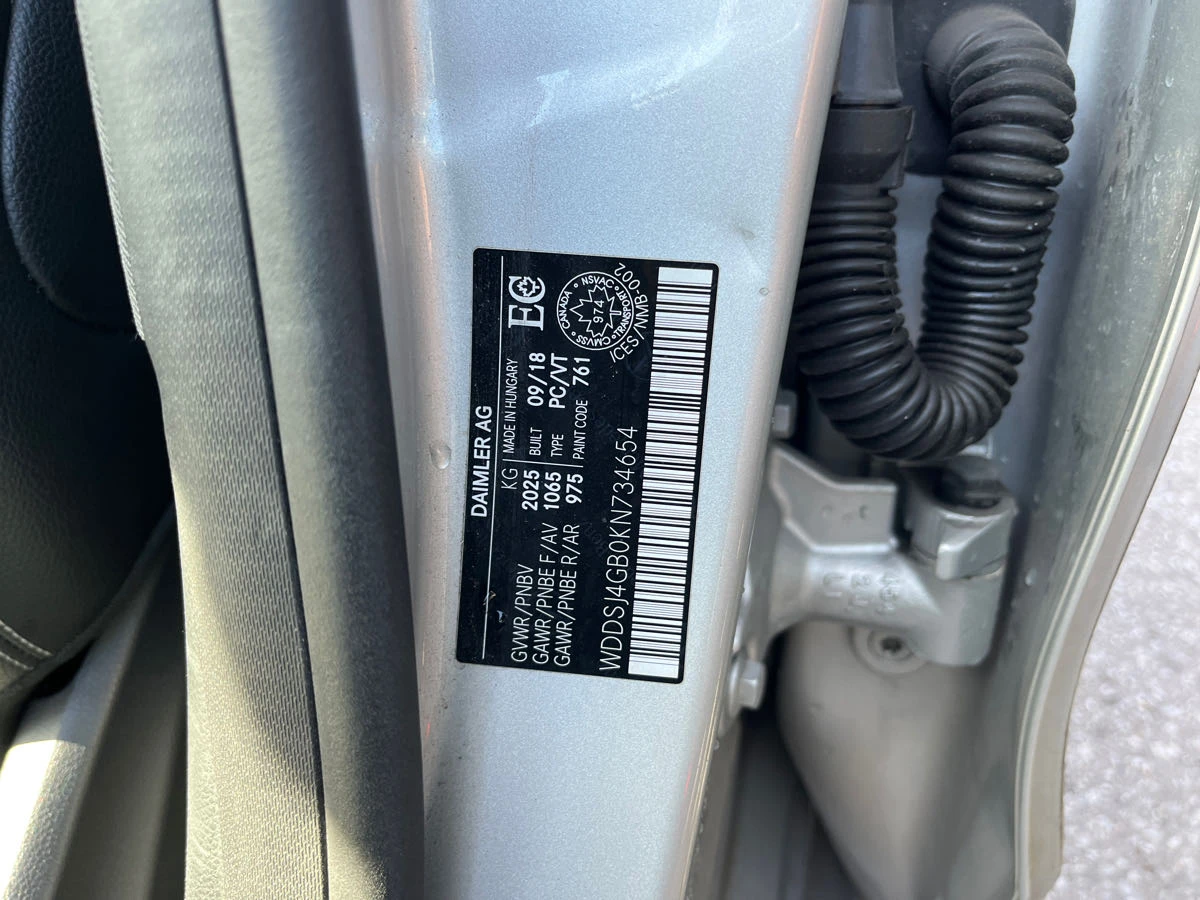 DAIMLER AG
KG MADE IN HUNGARY
GVWR/PNBV 2025 BUILT 09/18
GAWR/PNBE F/AV 1065 TYPE PC/VT
GAWR/PNBE R/AR 975 PAINT CODE 761
EC
CANADA • NSVAC • TRANSPORT • CMVSS
974
ICES/NMB-002
WDDSJ4GB0KN734654